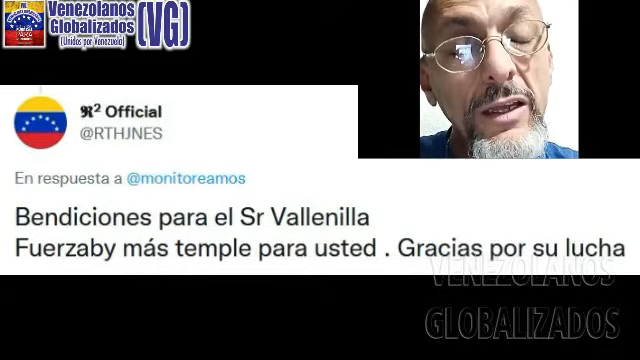 Venezolanos
Globalizados
(Unidos por Venezuela)
(VG)
ℜ² Official
@RTHJNES
En respuesta a @monitoreamos
Bendiciones para el Sr Vallenilla
Fuerzaby más temple para usted . Gracias por su lucha
VENEZOLANOS
GLOBALIZADOS